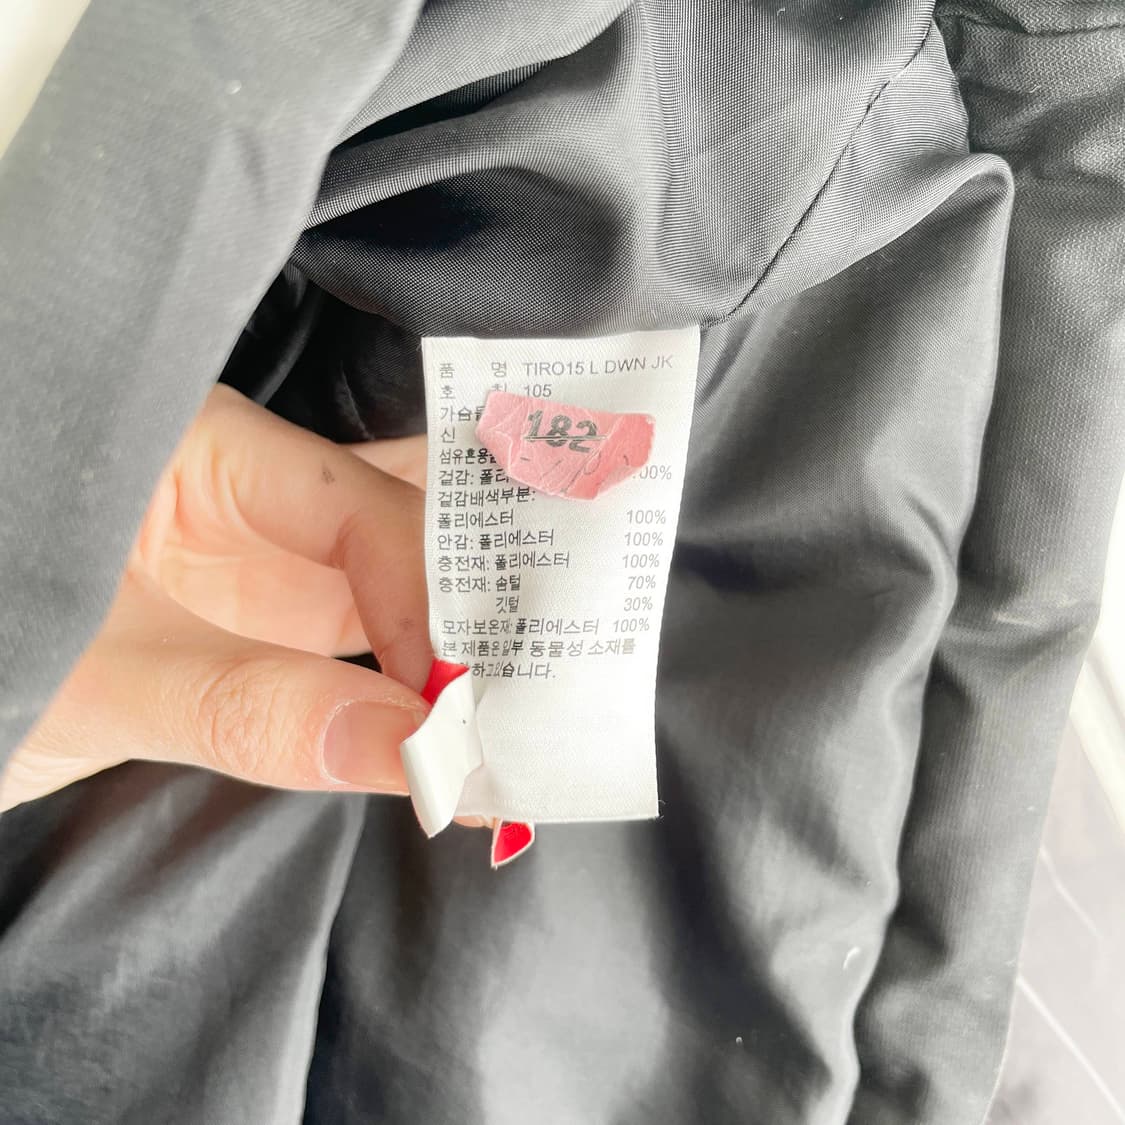 품 명 TIRO15 L DWN JK
호 칭 105
가슴둘
신
182
섬유혼용
겉감: 폴리 100%
겉감배색부분:
폴리에스터 100%
안감: 폴리에스터 100%
충전재: 폴리에스터 100%
충전재: 솜털 70%
깃털 30%
모자보온재:폴리에스터 100%
본 제품은일부 동물성 소재를
하고있습니다.